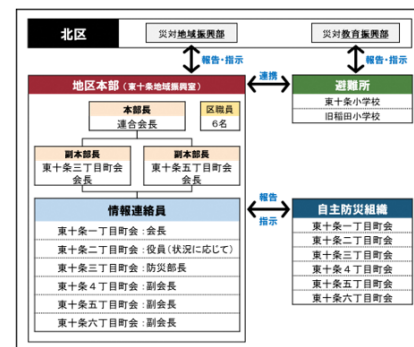 北区
災対地域振興部
災対教育振興部
報告・指示
報告・指示
地区本部（東十条地域振興室）
連携
避難所
東十条小学校
旧稲田小学校
本部長
連合会長
区職員
6名
副本部長
東十条三丁目町会
会長
副本部長
東十条五丁目町会
会長
情報連絡員
東十条一丁目町会：会長
東十条二丁目町会：役員（状況に応じて）
東十条三丁目町会：防災部長
東十条４丁目町会：副会長
東十条五丁目町会：副会長
東十条六丁目町会：副会長
報告
指示
自主防災組織
東十条一丁目町会
東十条二丁目町会
東十条三丁目町会
東十条４丁目町会
東十条五丁目町会
東十条六丁目町会